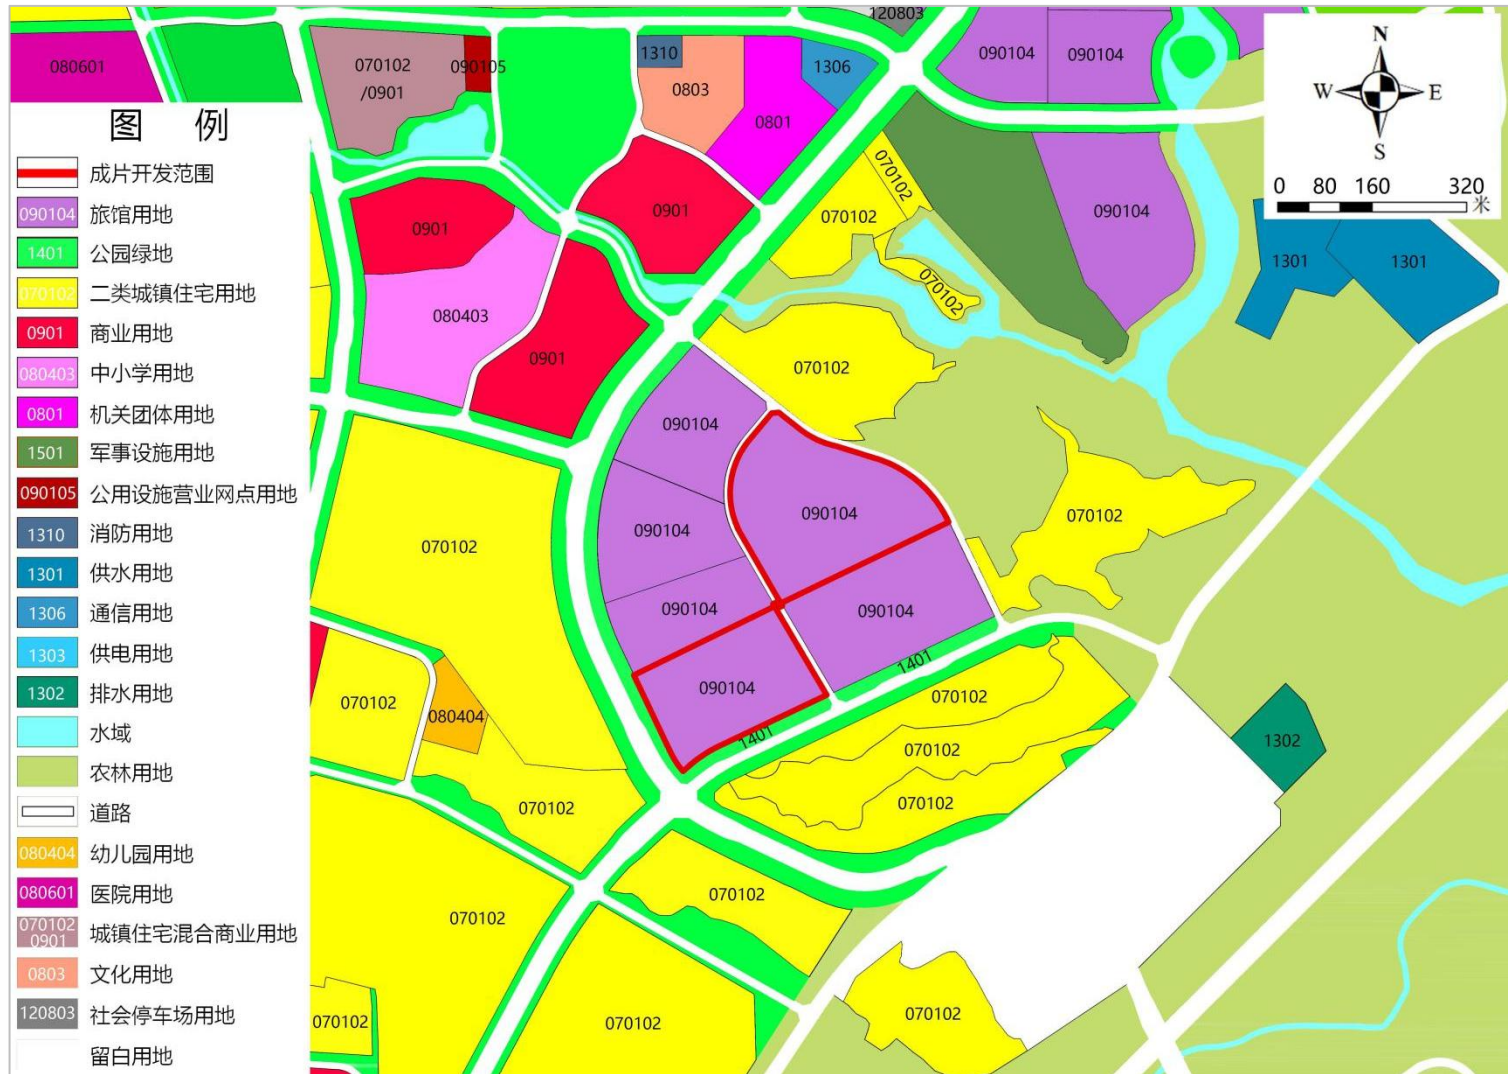 120803
080601
070102
/0901
090105
1310
0803
1306
0801
090104
090104
N
W
E
S
0 80 160 320
米
图 例
成片开发范围
090104 旅馆用地
1401 公园绿地
070102 二类城镇住宅用地
0901 商业用地
080403 中小学用地
0801 机关团体用地
1501 军事设施用地
090105 公用设施营业网点用地
1310 消防用地
1301 供水用地
1306 通信用地
1303 供电用地
1302 排水用地
水域
农林用地
道路
080404 幼儿园用地
080601 医院用地
070102
0901 城镇住宅混合商业用地
0803 文化用地
120803 社会停车场用地
留白用地
070102
070102
090104
0901
0901
1301
1301
070102
080403
0901
070102
090104
090104
070102
090104
070102
090104
090104
090104
1401
070102
080404
090104
070102
1401
070102
1302
070102
070102
070102
070102
070102
070102
070102